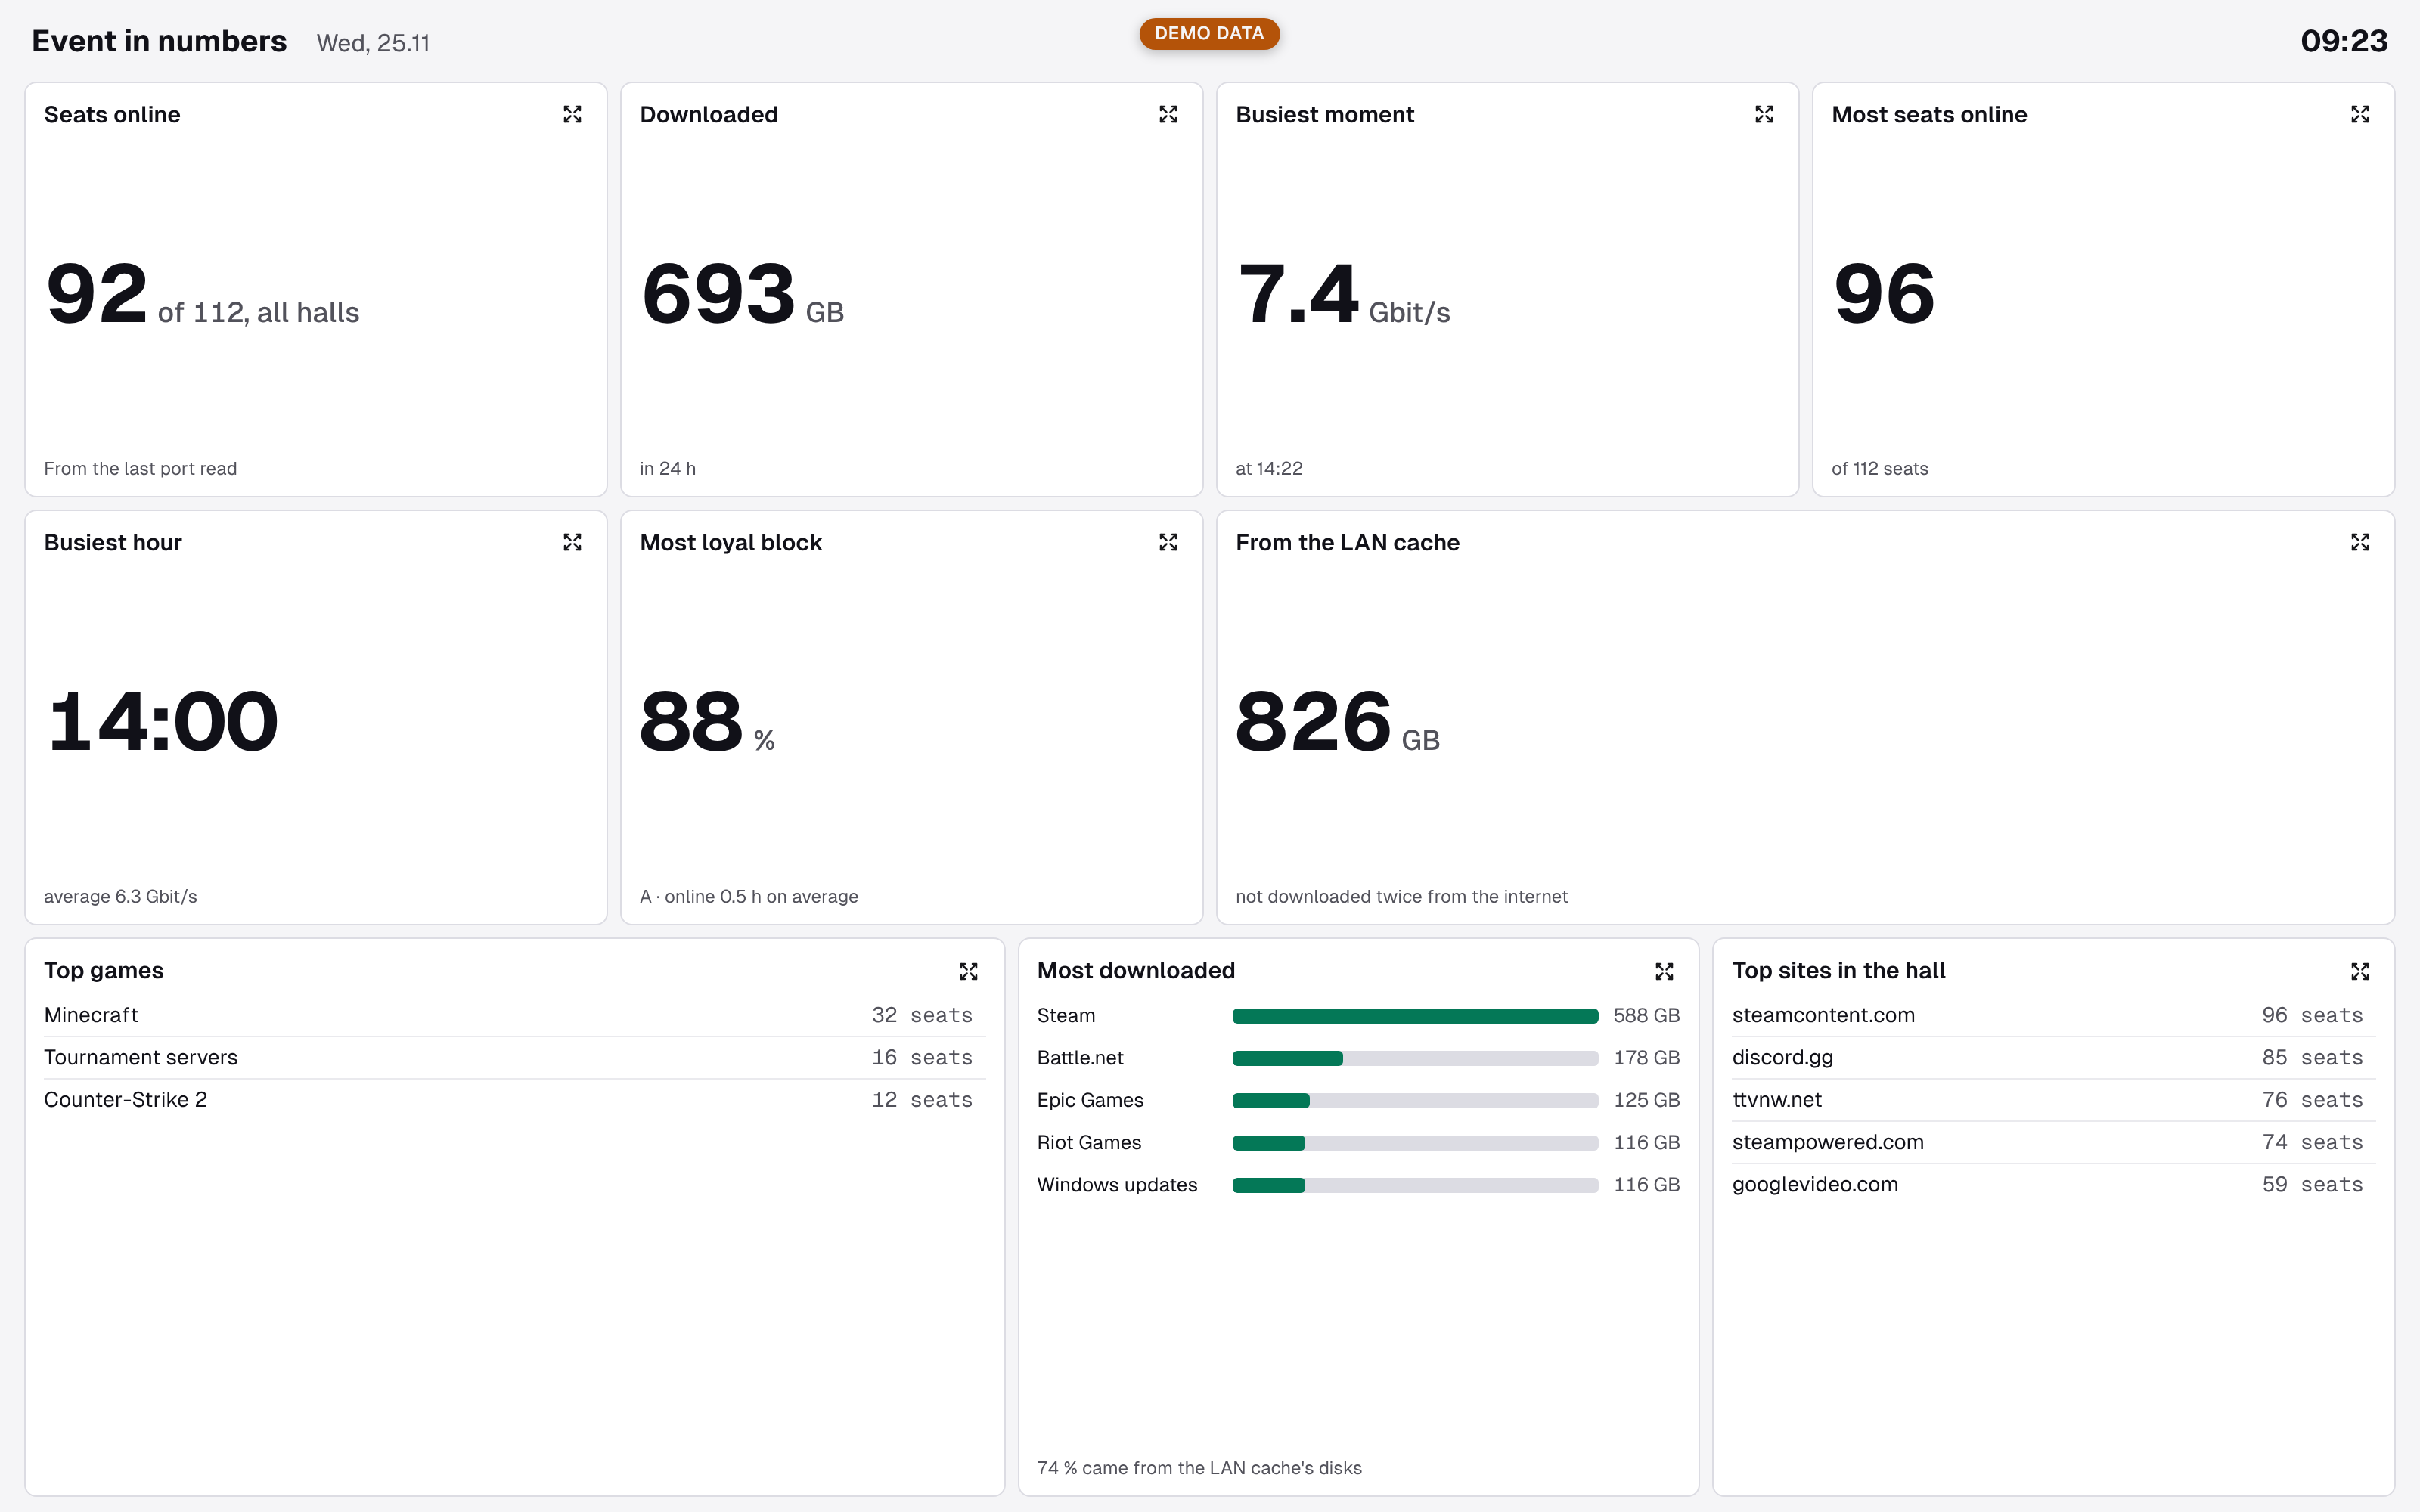 Event in numbers Wed, 25.11
DEMO DATA
09:23
Seats online
92 of 112, all halls
From the last port read
Downloaded
693 GB
in 24 h
Busiest moment
7.4 Gbit/s
at 14:22
Most seats online
96
of 112 seats
Busiest hour
14:00
average 6.3 Gbit/s
Most loyal block
88 %
A · online 0.5 h on average
From the LAN cache
826 GB
not downloaded twice from the internet
Top games
Minecraft 32 seats
Tournament servers 16 seats
Counter-Strike 2 12 seats
Most downloaded
Steam 588 GB
Battle.net 178 GB
Epic Games 125 GB
Riot Games 116 GB
Windows updates 116 GB
74 % came from the LAN cache's disks
Top sites in the hall
steamcontent.com 96 seats
discord.gg 85 seats
ttvnw.net 76 seats
steampowered.com 74 seats
googlevideo.com 59 seats